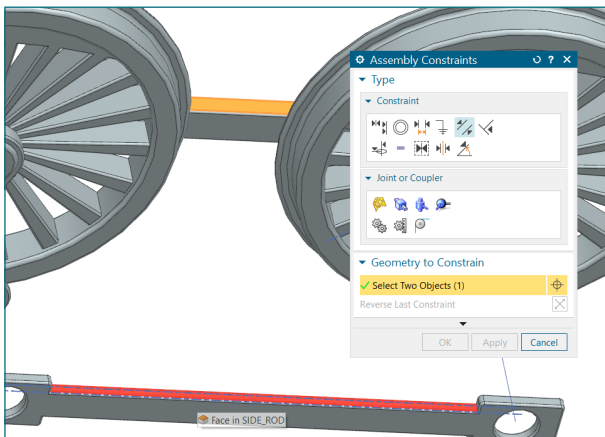 Assembly Constraints
Type
Constraint
Joint or Coupler
Geometry to Constrain
Select Two Objects (1)
Reverse Last Constraint
OK Apply Cancel
Face in SIDE_ROD